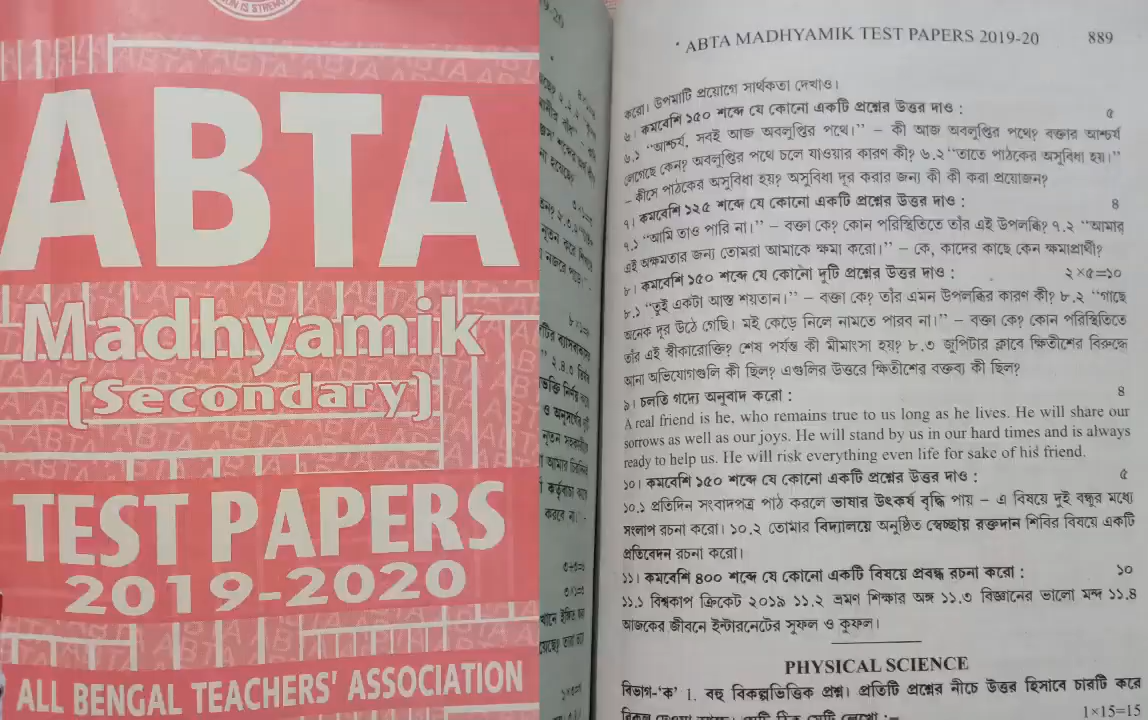 ABTA
Madhyamik
(Secondary)
TEST PAPERS
2019-2020
ALL BENGAL TEACHERS' ASSOCIATION
ABTA MADHYAMIK TEST PAPERS 2019-20 889
করো। উপমাটি প্রয়োগে সার্থকতা দেখাও।
৬। কমবেশি ১৫০ শব্দে যে কোনো একটি প্রশ্নের উত্তর দাও : ৫
৬.১ “আশ্চর্য, সবই আজ অবলুপ্তির পথে।” – কী আজ অবলুপ্তির পথে? বক্তার আশ্চর্য
লেগেছে কেন? অবলুপ্তির পথে চলে যাওয়ার কারণ কী? ৬.২ “তাতে পাঠকের অসুবিধা হয়।”
– কীসে পাঠকের অসুবিধা হয়? অসুবিধা দূর করার জন্য কী কী করা প্রয়োজন?
৭। কমবেশি ১২৫ শব্দে যে কোনো একটি প্রশ্নের উত্তর দাও : ৪
৭.১ “আমি তাও পারি না।” – বক্তা কে? কোন পরিস্থিতিতে তাঁর এই উপলব্ধি? ৭.২ “আমার
এই অক্ষমতার জন্য তোমরা আমাকে ক্ষমা করো।” – কে, কাদের কাছে কেন ক্ষমাপ্রার্থী?
৮। কমবেশি ১৫০ শব্দে যে কোনো দুটি প্রশ্নের উত্তর দাও : ২×৫=১০
৮.১ “তুই একটা আস্ত শয়তান।” – বক্তা কে? তাঁর এমন উপলব্ধির কারণ কী? ৮.২ “গাছে
অনেক দূর উঠে গেছি। মই কেড়ে নিলে নামতে পারব না।” – বক্তা কে? কোন পরিস্থিতিতে
তাঁর এই স্বীকারোক্তি? শেষ পর্যন্ত কী মীমাংসা হয়? ৮.৩ জুপিটার ক্লাবে ক্ষিতীশের বিরুদ্ধে
আনা অভিযোগগুলি কী ছিল? এগুলির উত্তরে ক্ষিতীশের বক্তব্য কী ছিল?
৯। চলতি গদ্যে অনুবাদ করো : ৪
A real friend is he, who remains true to us long as he lives. He will share our
sorrows as well as our joys. He will stand by us in our hard times and is always
ready to help us. He will risk everything even life for sake of his friend.
১০। কমবেশি ১৫০ শব্দে যে কোনো একটি প্রশ্নের উত্তর দাও : ৫
১০.১ প্রতিদিন সংবাদপত্র পাঠ করলে ভাষার উৎকর্ষ বৃদ্ধি পায় – এ বিষয়ে দুই বন্ধুর মধ্যে
সংলাপ রচনা করো। ১০.২ তোমার বিদ্যালয়ে অনুষ্ঠিত স্বেচ্ছায় রক্তদান শিবির বিষয়ে একটি
প্রতিবেদন রচনা করো।
১১। কমবেশি ৪০০ শব্দে যে কোনো একটি বিষয়ে প্রবন্ধ রচনা করো : ১০
১১.১ বিশ্বকাপ ক্রিকেট ২০১৯ ১১.২ ভ্রমণ শিক্ষার অঙ্গ ১১.৩ বিজ্ঞানের ভালো মন্দ ১১.৪
আজকের জীবনে ইন্টারনেটের সুফল ও কুফল।
PHYSICAL SCIENCE
বিভাগ-‘ক’ 1. বহু বিকল্পভিত্তিক প্রশ্ন। প্রতিটি প্রশ্নের নীচে উত্তর হিসাবে চারটি করে
1×15=15